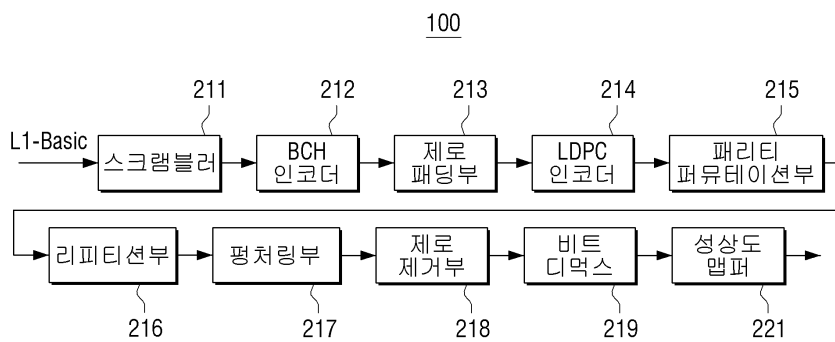 100
211
212
213
214
215
L1-Basic
스크램블러
BCH
인코더
제로
패딩부
LDPC
인코더
패리티
퍼뮤테이션부
리피티션부
펑처링부
제로
제거부
비트
디먹스
성상도
맵퍼
216
217
218
219
221